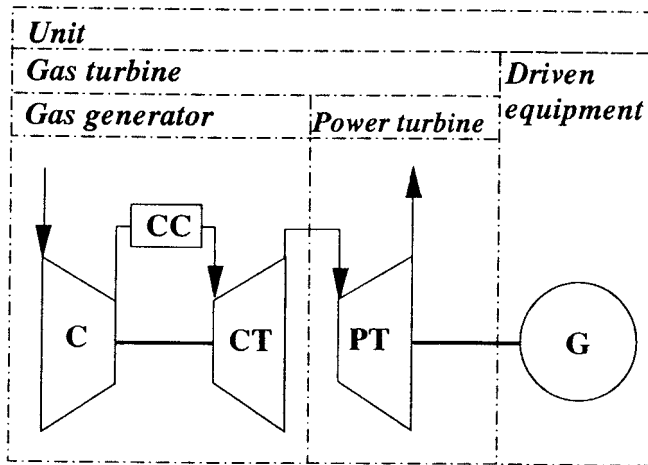 Unit
Gas turbine
Driven
equipment
Gas generator
Power turbine
CC
C
CT
PT
G